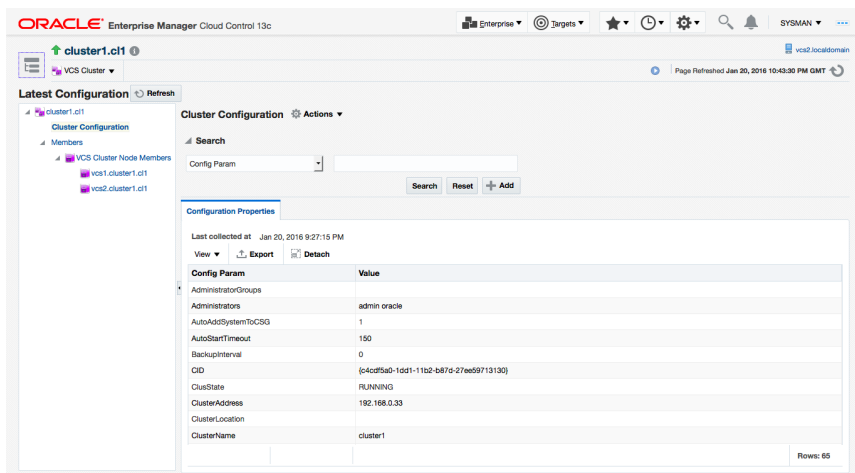 ORACLE Enterprise Manager Cloud Control 13c
Enterprise Targets SYSMAN
cluster1.cl1
vcs2.localdomain
VCS Cluster
Page Refreshed Jan 20, 2016 10:43:30 PM GMT
Latest Configuration Refresh
cluster1.cl1
Cluster Configuration
Members
VCS Cluster Node Members
vcs1.cluster1.cl1
vcs2.cluster1.cl1
Cluster Configuration Actions
Search
Config Param
Search Reset Add
Configuration Properties
Last collected at Jan 20, 2016 9:27:15 PM
View Export Detach
Config Param Value
AdministratorGroups
Administrators admin oracle
AutoAddSystemToCSG 1
AutoStartTimeout 150
BackupInterval 0
CID {c4cdf5a0-1dd1-11b2-b87d-27ee59713130}
ClusState RUNNING
ClusterAddress 192.168.0.33
ClusterLocation
ClusterName cluster1
Rows: 65